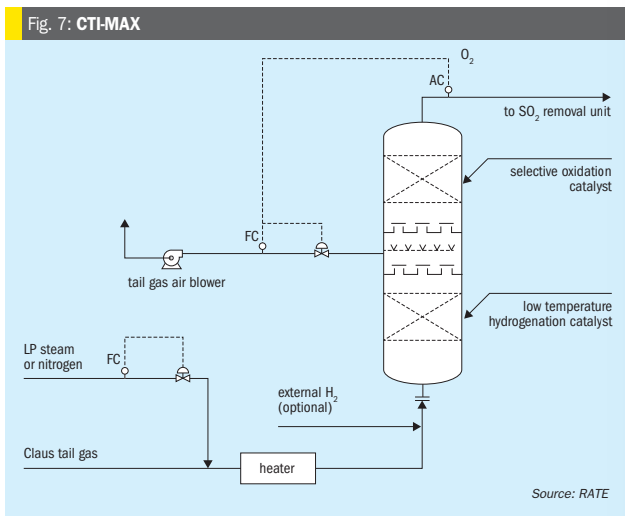 Fig. 7: CTI-MAX
O₂
AC
to SO₂ removal unit
selective oxidation
catalyst
FC
tail gas air blower
low temperature
hydrogenation catalyst
LP steam
or nitrogen
FC
external H₂
(optional)
Claus tail gas
heater
Source: RATE